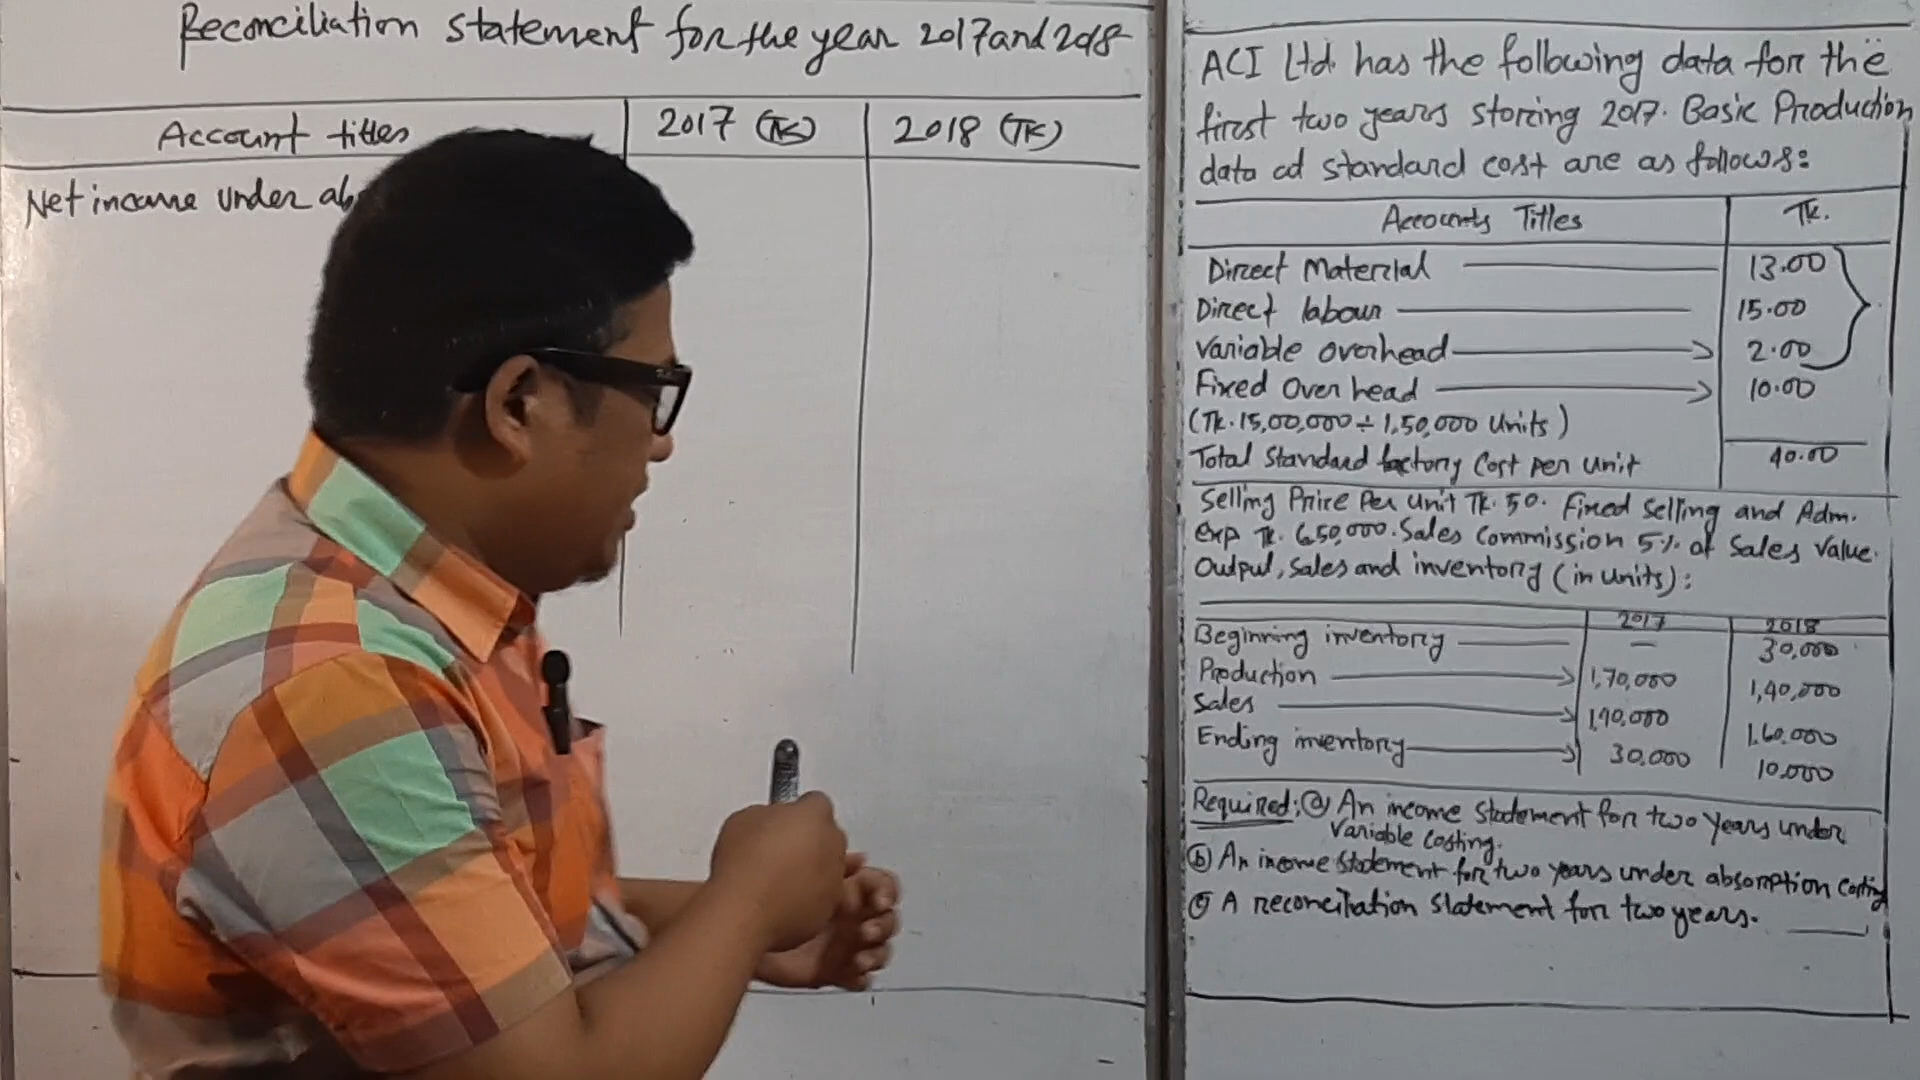 Reconciliation statement for the year 2017 and 2018
Account titles
2017 (TK)
2018 (TK)
Net income under
ACI Ltd. has the following data for the
first two years storing 2017. Basic Production
data ad standard cost are as follows:
Accounts Titles
TK.
Direct Material 13.00
Direct labour 15.00
Variable overhead 2.00
Fixed Over head 10.00
(TK. 15,00,000 ÷ 1,50,000 Units)
Total Standard factory Cost per unit 40.00
Selling Price Per Unit TK. 50. Fixed Selling and Adm.
exp TK. 6,50,000. Sales Commission 5% of Sales Value.
Output, Sales and inventory (in units):
2017 2018
Beginning inventory — 30,000
Production 1,70,000 1,40,000
Sales 1,40,000 1,60,000
Ending inventory 30,000 10,000
Required: (a) An income statement for two years under
Variable Costing.
(b) An income statement for two years under absorption costing
(c) A reconciliation statement for two years.